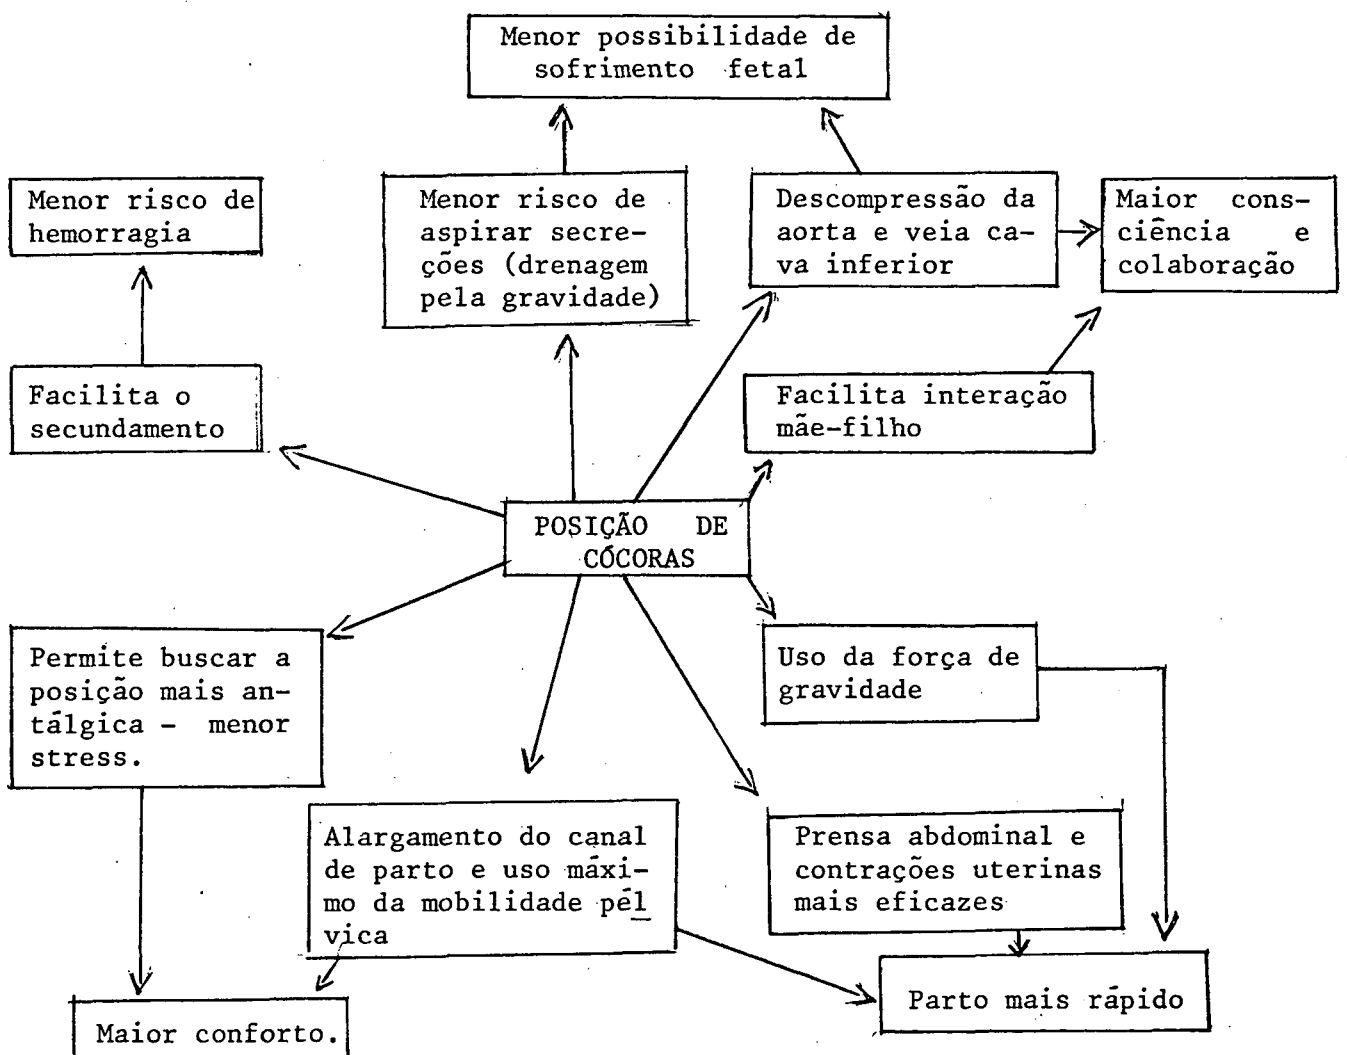 Menor possibilidade de
sofrimento fetal
Menor risco de
hemorragia
Menor risco de
aspirar secre-
ções (drenagem
pela gravidade)
Descompressão da
aorta e veia ca-
va inferior
Maior cons-
ciência e
colaboração
Facilita o
secundamento
Facilita interação
mãe-filho
POSIÇÃO DE
CÓCORAS
Permite buscar a
posição mais an-
tálgica - menor
stress.
Uso da força de
gravidade
Alargamento do canal
de parto e uso máxi-
mo da mobilidade pél
vica
Prensa abdominal e
contrações uterinas
mais eficazes
Maior conforto.
Parto mais rápido